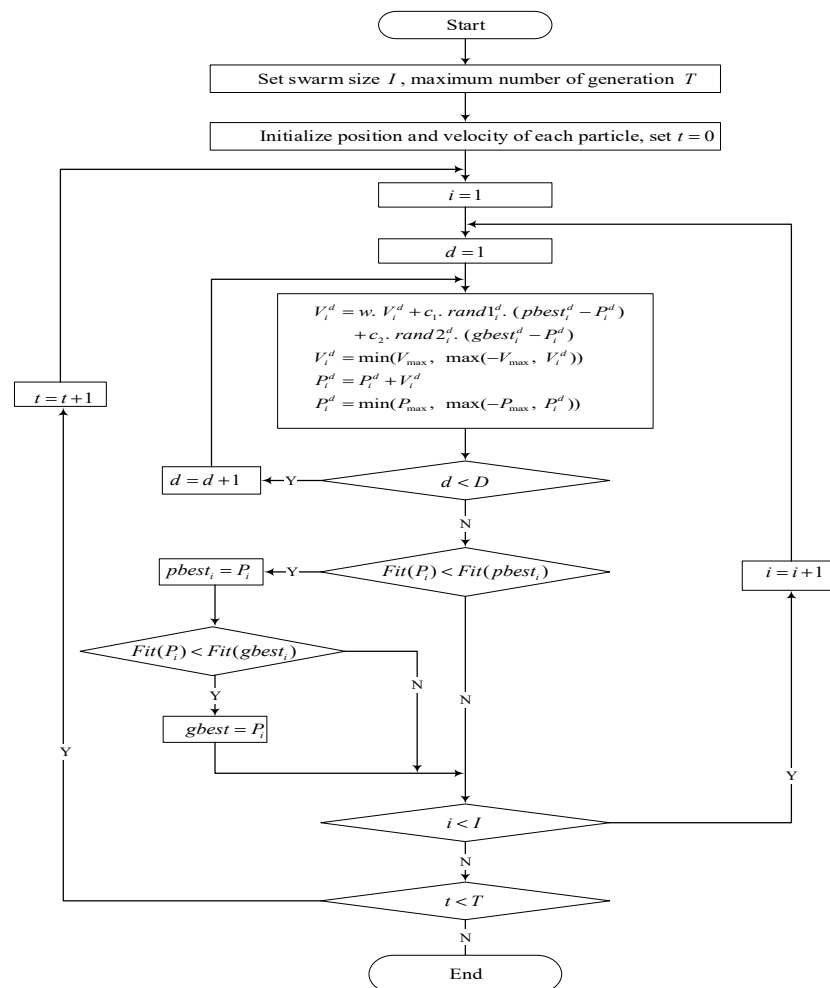 Start
Set swarm size I , maximum number of generation T
Initialize position and velocity of each particle, set t = 0
i = 1
d = 1
V_i^d = w. V_i^d + c_1. rand1_i^d. (pbest_i^d − P_i^d)
+ c_2. rand2_i^d. (gbest_i^d − P_i^d)
V_i^d = min(V_max, max(−V_max, V_i^d))
P_i^d = P_i^d + V_i^d
P_i^d = min(P_max, max(−P_max, P_i^d))
t = t + 1
d = d + 1
Y
d < D
N
pbest_i = P_i
Y
Fit(P_i) < Fit(pbest_i)
i = i + 1
Fit(P_i) < Fit(gbest_i)
N
Y
N
gbest = P_i
Y
Y
i < I
N
t < T
N
End